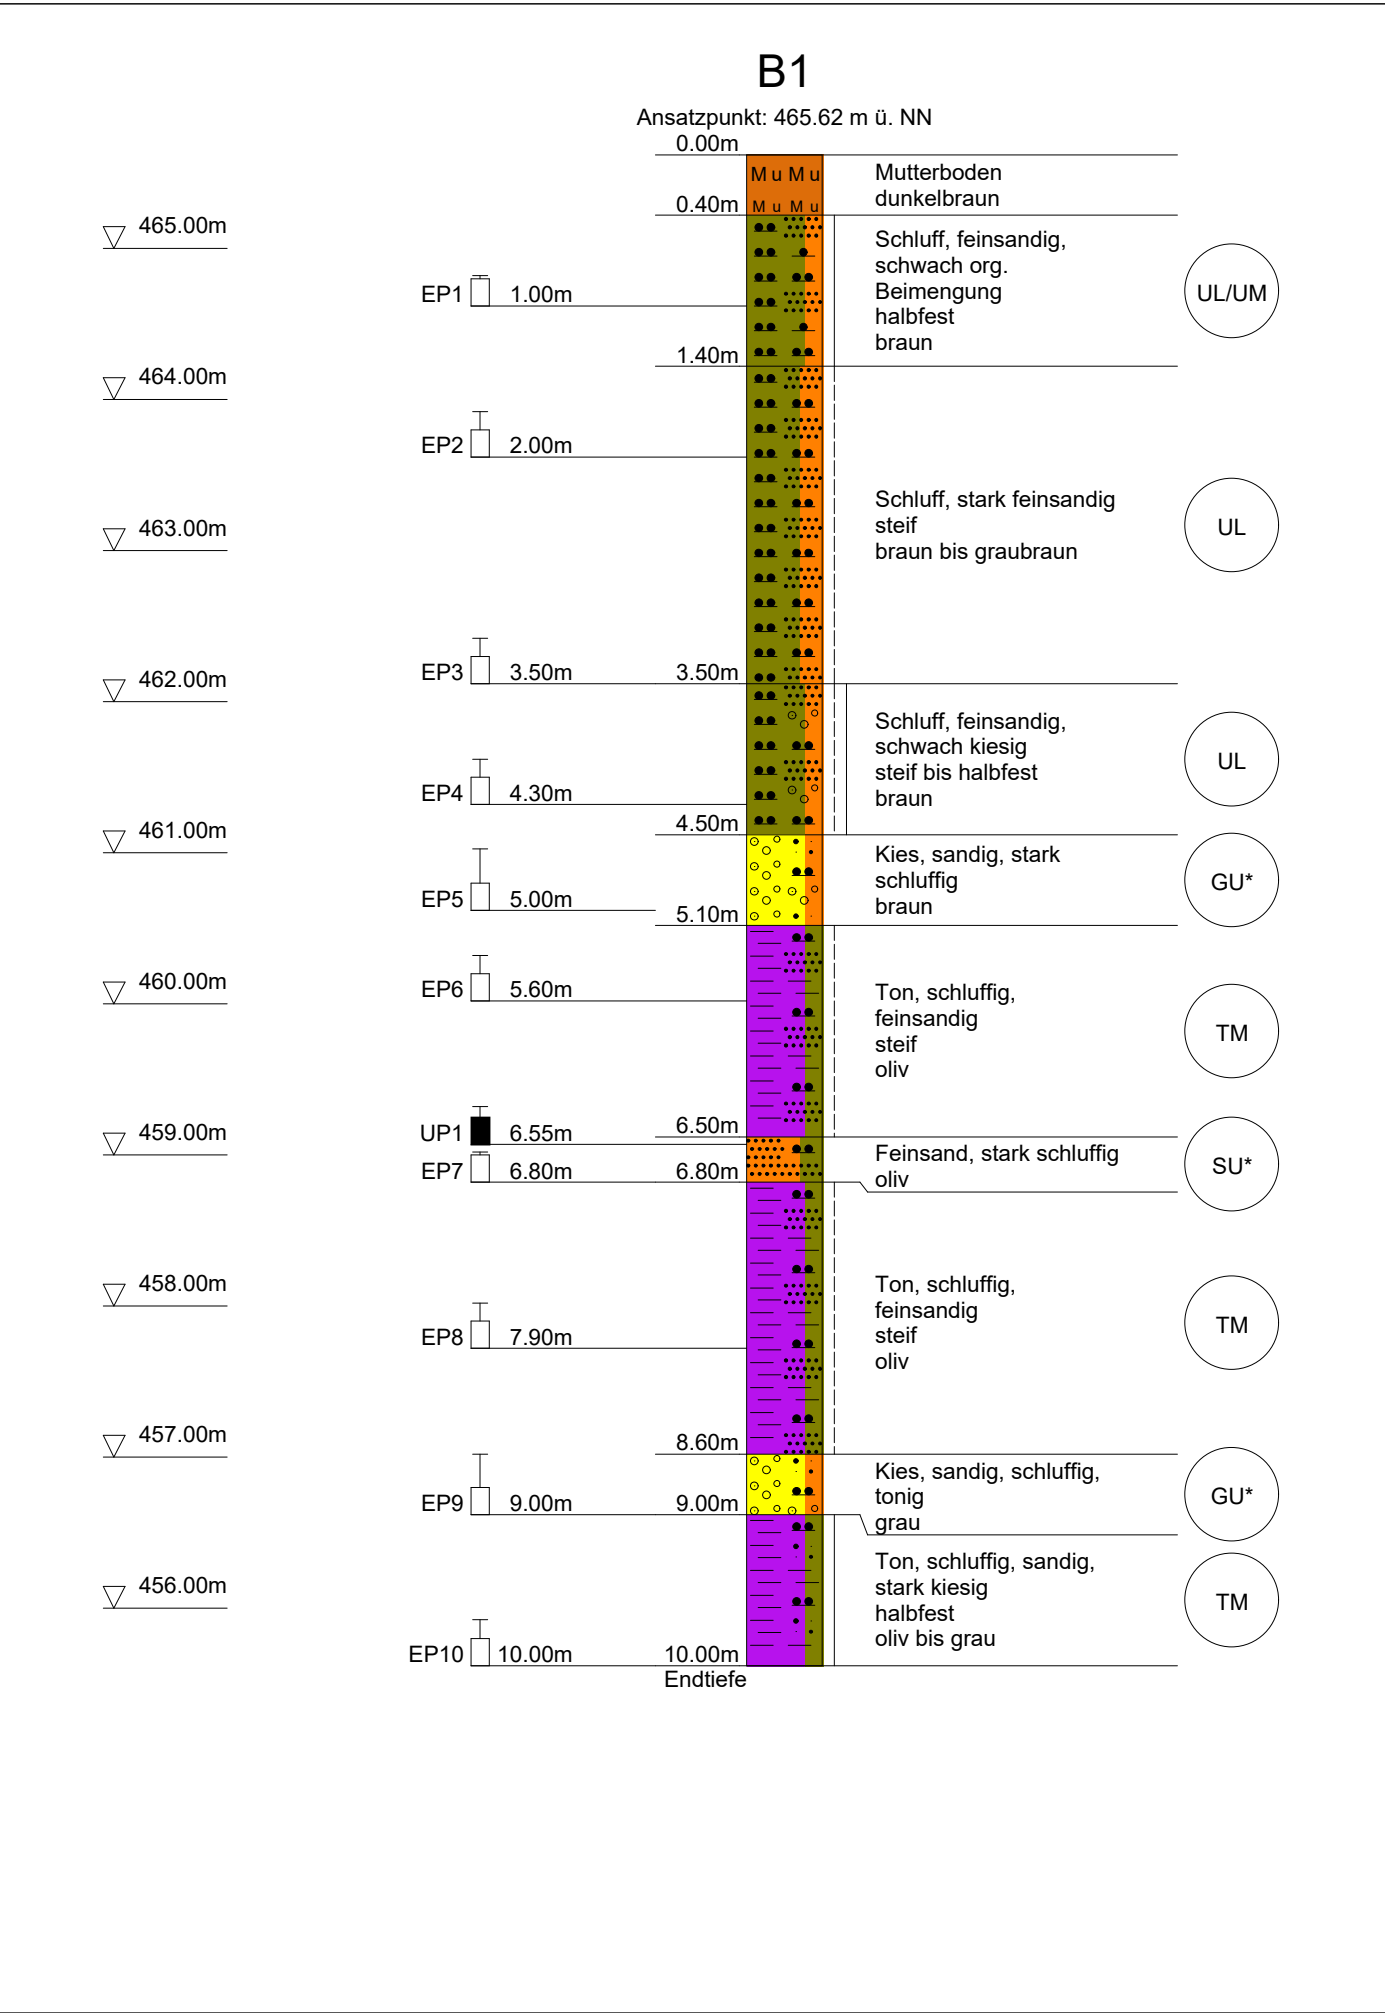 B1
Ansatzpunkt: 465.62 m ü. NN
0.00m
Mu Mu
Mutterboden
dunkelbraun
0.40m
Mu Mu
465.00m
Schluff, feinsandig,
schwach org.
Beimengung
halbfest
braun
UL/UM
EP1 1.00m
1.40m
464.00m
EP2 2.00m
Schluff, stark feinsandig
steif
braun bis graubraun
UL
463.00m
EP3 3.50m 3.50m
462.00m
Schluff, feinsandig,
schwach kiesig
steif bis halbfest
braun
UL
EP4 4.30m
4.50m
461.00m
Kies, sandig, stark
schluffig
braun
GU*
EP5 5.00m
5.10m
460.00m
EP6 5.60m
Ton, schluffig,
feinsandig
steif
oliv
TM
6.50m
459.00m
UP1 6.55m
Feinsand, stark schluffig
oliv
SU*
EP7 6.80m 6.80m
458.00m
Ton, schluffig,
feinsandig
steif
oliv
TM
EP8 7.90m
457.00m
8.60m
Kies, sandig, schluffig,
tonig
grau
GU*
EP9 9.00m 9.00m
456.00m
Ton, schluffig, sandig,
stark kiesig
halbfest
oliv bis grau
TM
EP10 10.00m 10.00m
Endtiefe